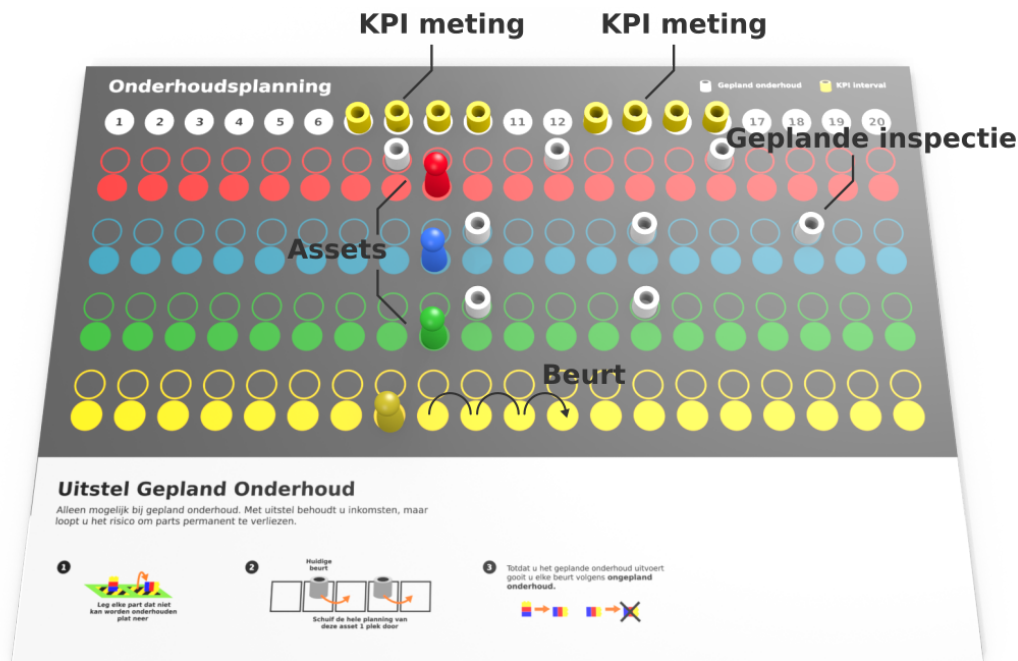 KPI meting
KPI meting
Onderhoudsplanning
Gepland onderhoud
KPI interval
1 2 3 4 5 6 11 12 17 18 19 20
Geplande inspectie
Assets
Beurt
Uitstel Gepland Onderhoud
Alleen mogelijk bij gepland onderhoud. Met uitstel behoudt u inkomsten, maar
loopt u het risico om parts permanent te verliezen.
1
Leg elke part dat niet
kan worden onderhouden
plat neer
2
Huidige
beurt
Schuif de hele planning van
deze asset 1 plek door
3
Totdat u het geplande onderhoud uitvoert
gooit u elke beurt volgens ongepland
onderhoud.